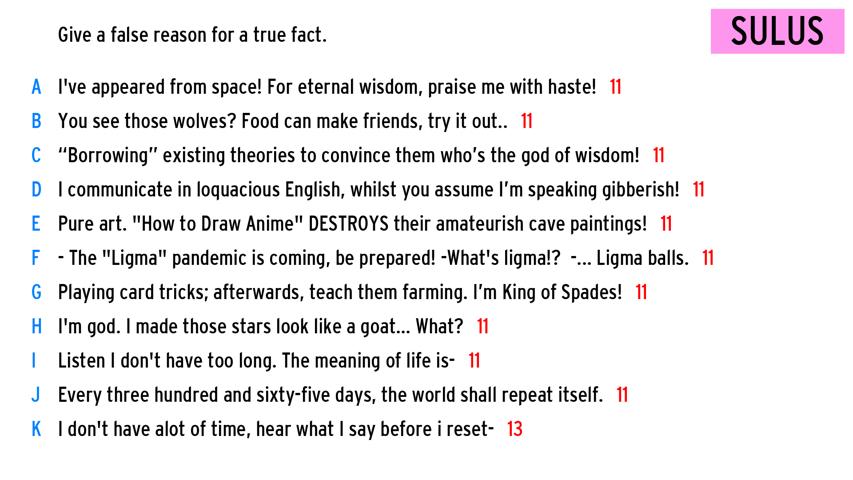 Give a false reason for a true fact.
SULUS
A I've appeared from space! For eternal wisdom, praise me with haste! 11
B You see those wolves? Food can make friends, try it out.. 11
C “Borrowing” existing theories to convince them who’s the god of wisdom! 11
D I communicate in loquacious English, whilst you assume I’m speaking gibberish! 11
E Pure art. "How to Draw Anime" DESTROYS their amateurish cave paintings! 11
F - The "Ligma" pandemic is coming, be prepared! -What's ligma!? -... Ligma balls. 11
G Playing card tricks; afterwards, teach them farming. I’m King of Spades! 11
H I'm god. I made those stars look like a goat... What? 11
I Listen I don't have too long. The meaning of life is- 11
J Every three hundred and sixty-five days, the world shall repeat itself. 11
K I don't have alot of time, hear what I say before i reset- 13